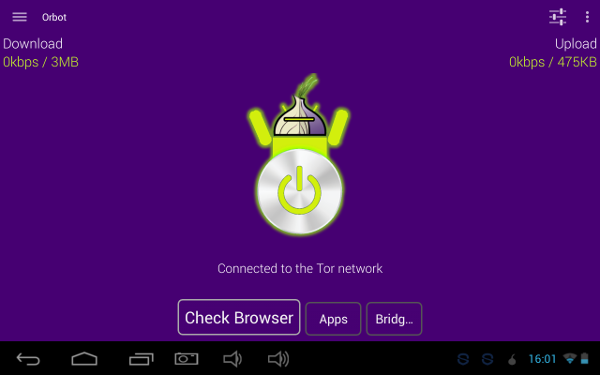 Orbot
Download
0kbps / 3MB
Upload
0kbps / 475KB
Connected to the Tor network
Check Browser
Apps
Bridg...
16:01